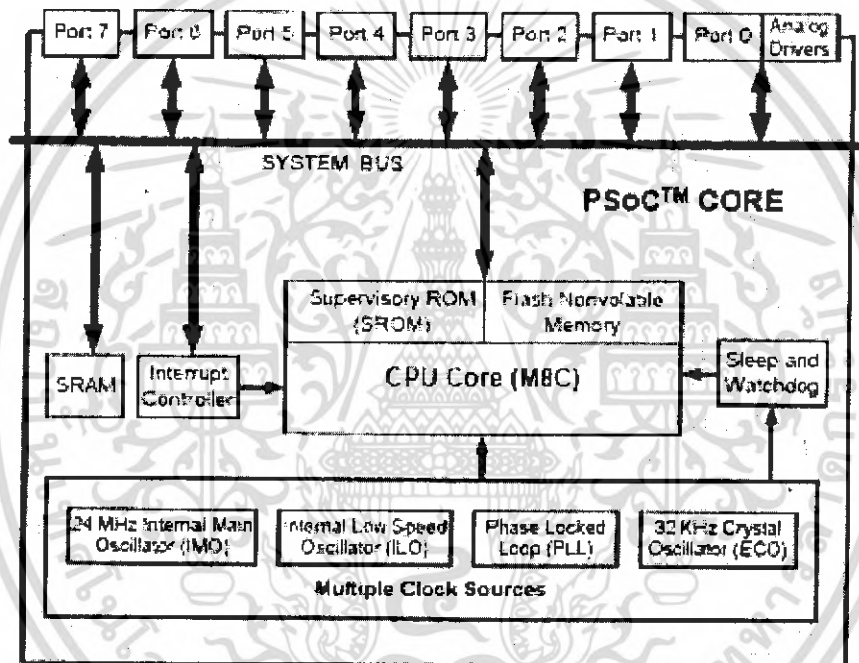 Port 7
Port 6
Port 5
Port 4
Port 3
Port 2
Port 1
Port 0
Analog
Drivers
SYSTEM BUS
PSoC™ CORE
Supervisory ROM
(SROM)
Flash Nonvolatile
Memory
CPU Core (M8C)
SRAM
Interrupt
Controller
Sleep and
Watchdog
24 MHz Internal Main
Oscillator (IMO)
Internal Low Speed
Oscillator (ILO)
Phase Locked
Loop (PLL)
32 KHz Crystal
Oscillator (ECO)
Multiple Clock Sources